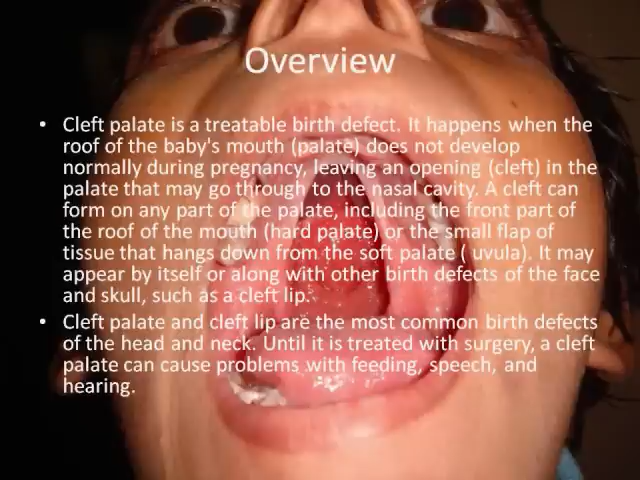 Overview
• Cleft palate is a treatable birth defect. It happens when the
roof of the baby's mouth (palate) does not develop
normally during pregnancy, leaving an opening (cleft) in the
palate that may go through to the nasal cavity. A cleft can
form on any part of the palate, including the front part of
the roof of the mouth (hard palate) or the small flap of
tissue that hangs down from the soft palate ( uvula). It may
appear by itself or along with other birth defects of the face
and skull, such as a cleft lip.
• Cleft palate and cleft lip are the most common birth defects
of the head and neck. Until it is treated with surgery, a cleft
palate can cause problems with feeding, speech, and
hearing.